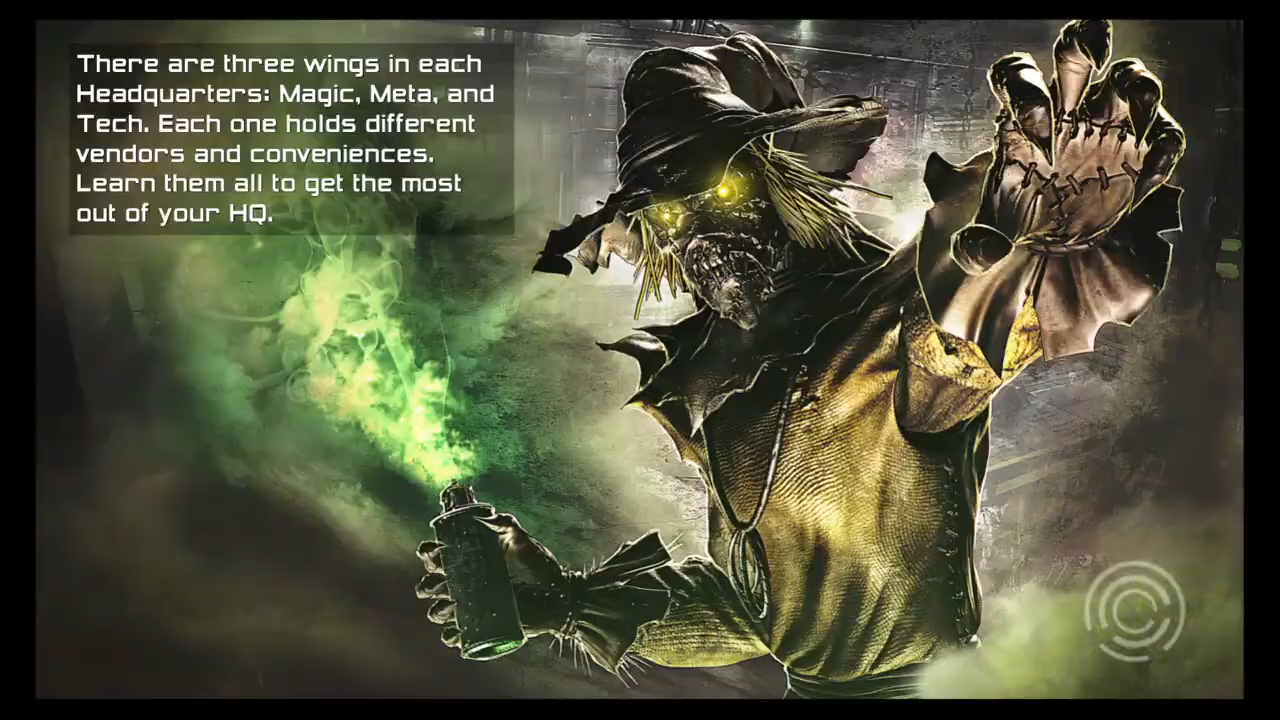 There are three wings in each
Headquarters: Magic, Meta, and
Tech. Each one holds different
vendors and conveniences.
Learn them all to get the most
out of your HQ.